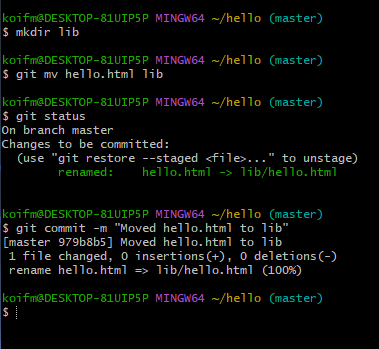 koifm@DESKTOP-81UIP5P MINGW64 ~/hello (master)
$ mkdir lib
koifm@DESKTOP-81UIP5P MINGW64 ~/hello (master)
$ git mv hello.html lib
koifm@DESKTOP-81UIP5P MINGW64 ~/hello (master)
$ git status
On branch master
Changes to be committed:
  (use "git restore --staged <file>..." to unstage)
        renamed:    hello.html -> lib/hello.html
koifm@DESKTOP-81UIP5P MINGW64 ~/hello (master)
$ git commit -m "Moved hello.html to lib"
[master 979b8b5] Moved hello.html to lib
 1 file changed, 0 insertions(+), 0 deletions(-)
 rename hello.html => lib/hello.html (100%)
koifm@DESKTOP-81UIP5P MINGW64 ~/hello (master)
$